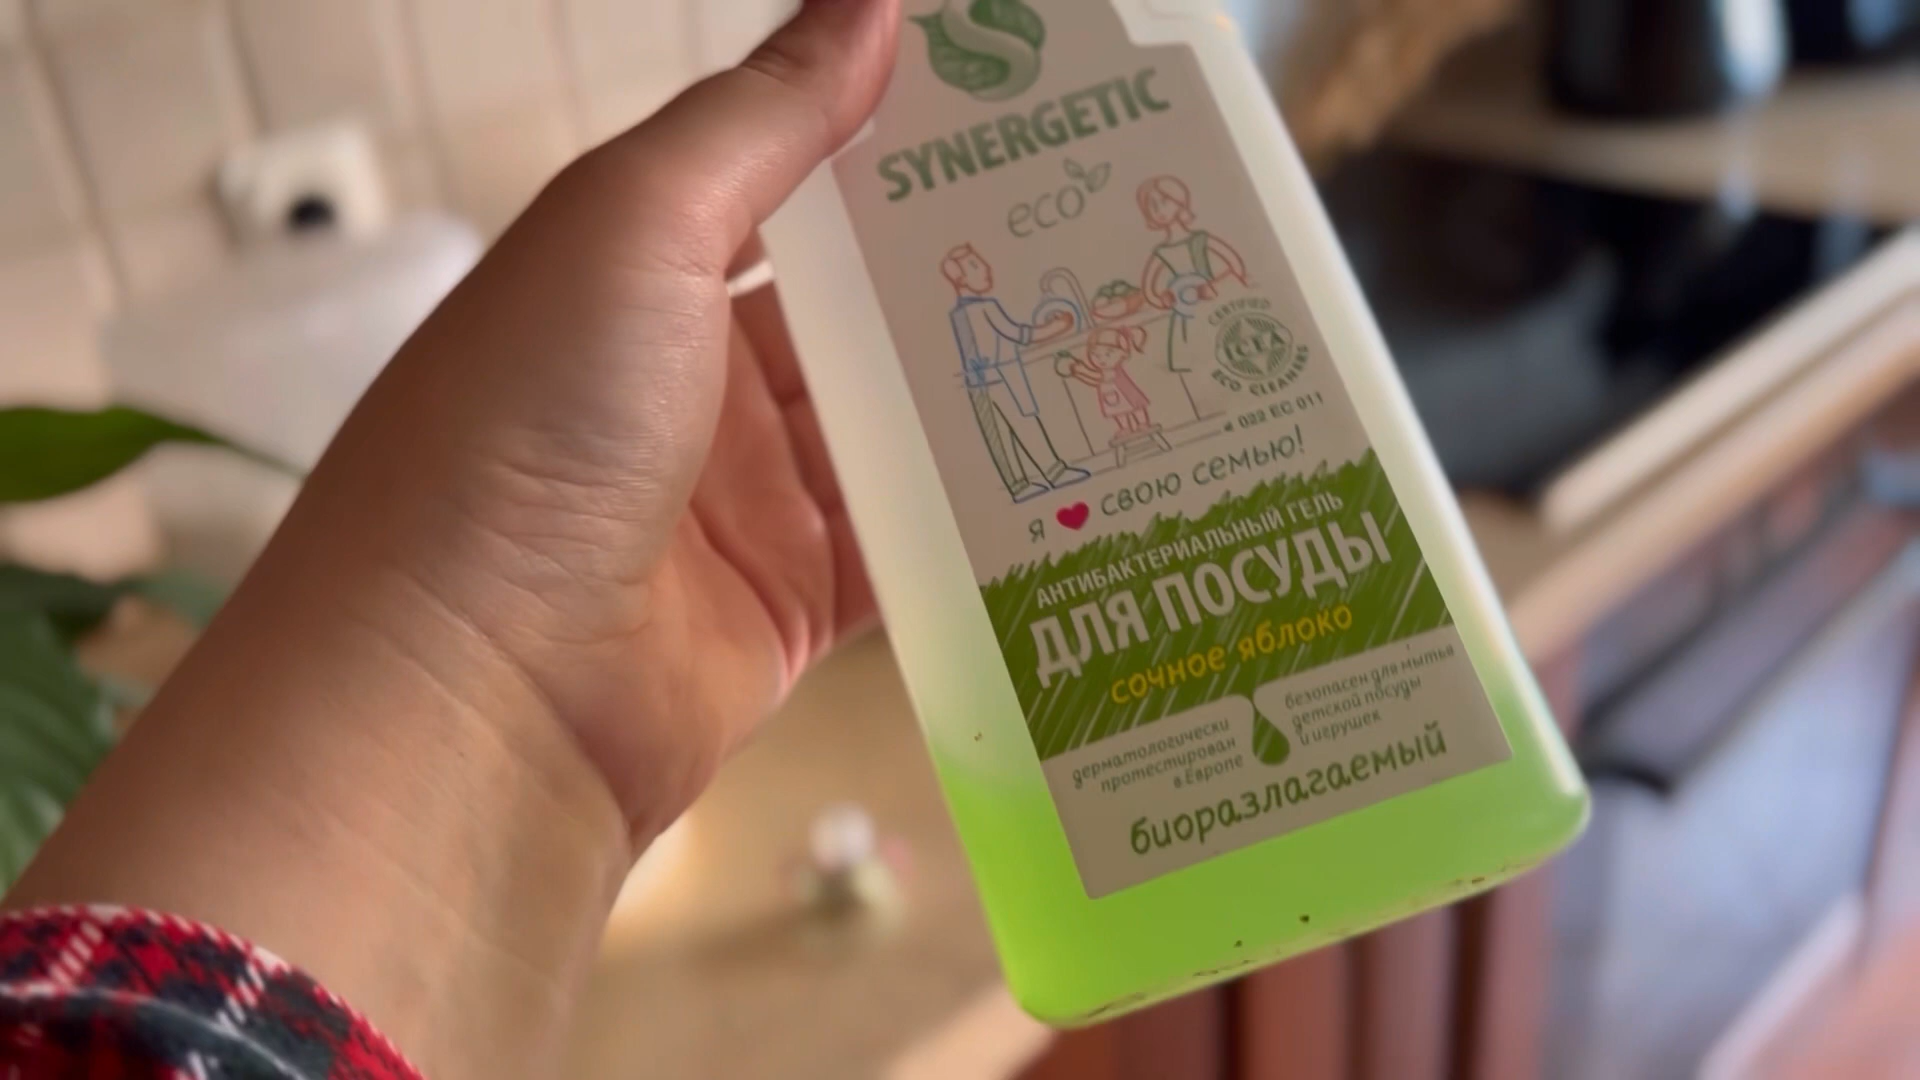 SYNERGETIC
eco
CERTIFIED
ICEA
ECO CLEANERS
022 EC 011
я ❤ свою семью!
АНТИБАКТЕРИАЛЬНЫЙ ГЕЛЬ
ДЛЯ ПОСУДЫ
сочное яблоко
дерматологически
протестирован
в Европе
безопасен для мытья
детской посуды
и игрушек
биоразлагаемый